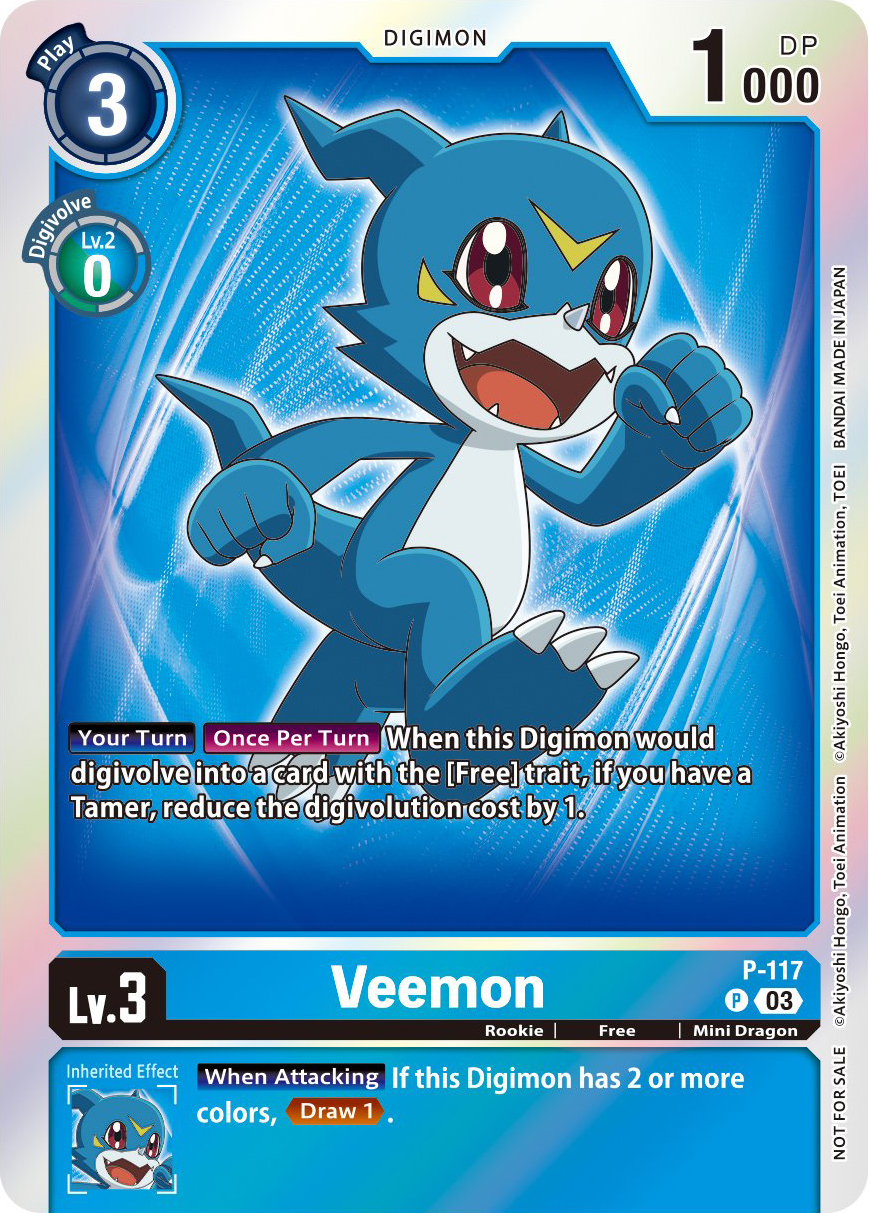 DIGIMON
Play
3
1000
DP
Digivolve
Lv.2
0
Your Turn Once Per Turn When this Digimon would
digivolve into a card with the [Free] trait, if you have a
Tamer, reduce the digivolution cost by 1.
Lv.3
Veemon
P-117
P 03
Rookie | Free | Mini Dragon
Inherited Effect
When Attacking If this Digimon has 2 or more
colors, Draw 1.
©Akiyoshi Hongo, Toei Animation, TOEI BANDAI MADE IN JAPAN
NOT FOR SALE ©Akiyoshi Hongo, Toei Animation